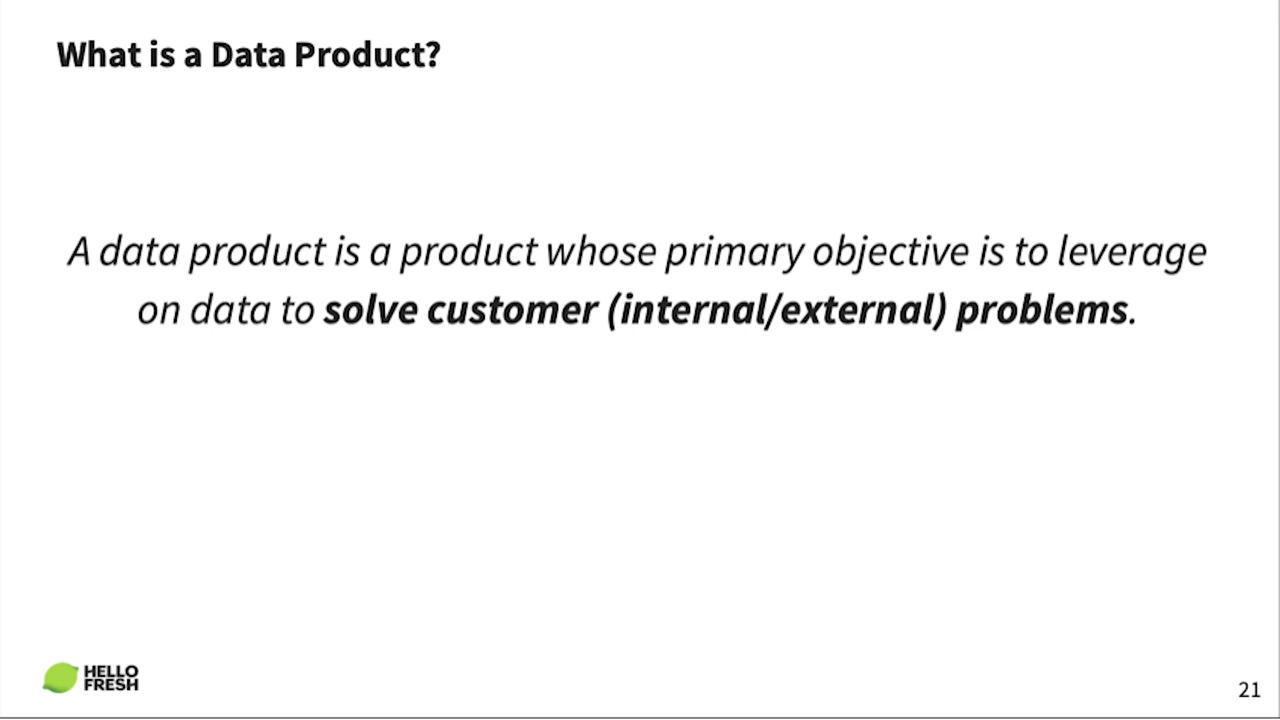 What is a Data Product?
A data product is a product whose primary objective is to leverage
on data to solve customer (internal/external) problems.
HELLO
FRESH
21